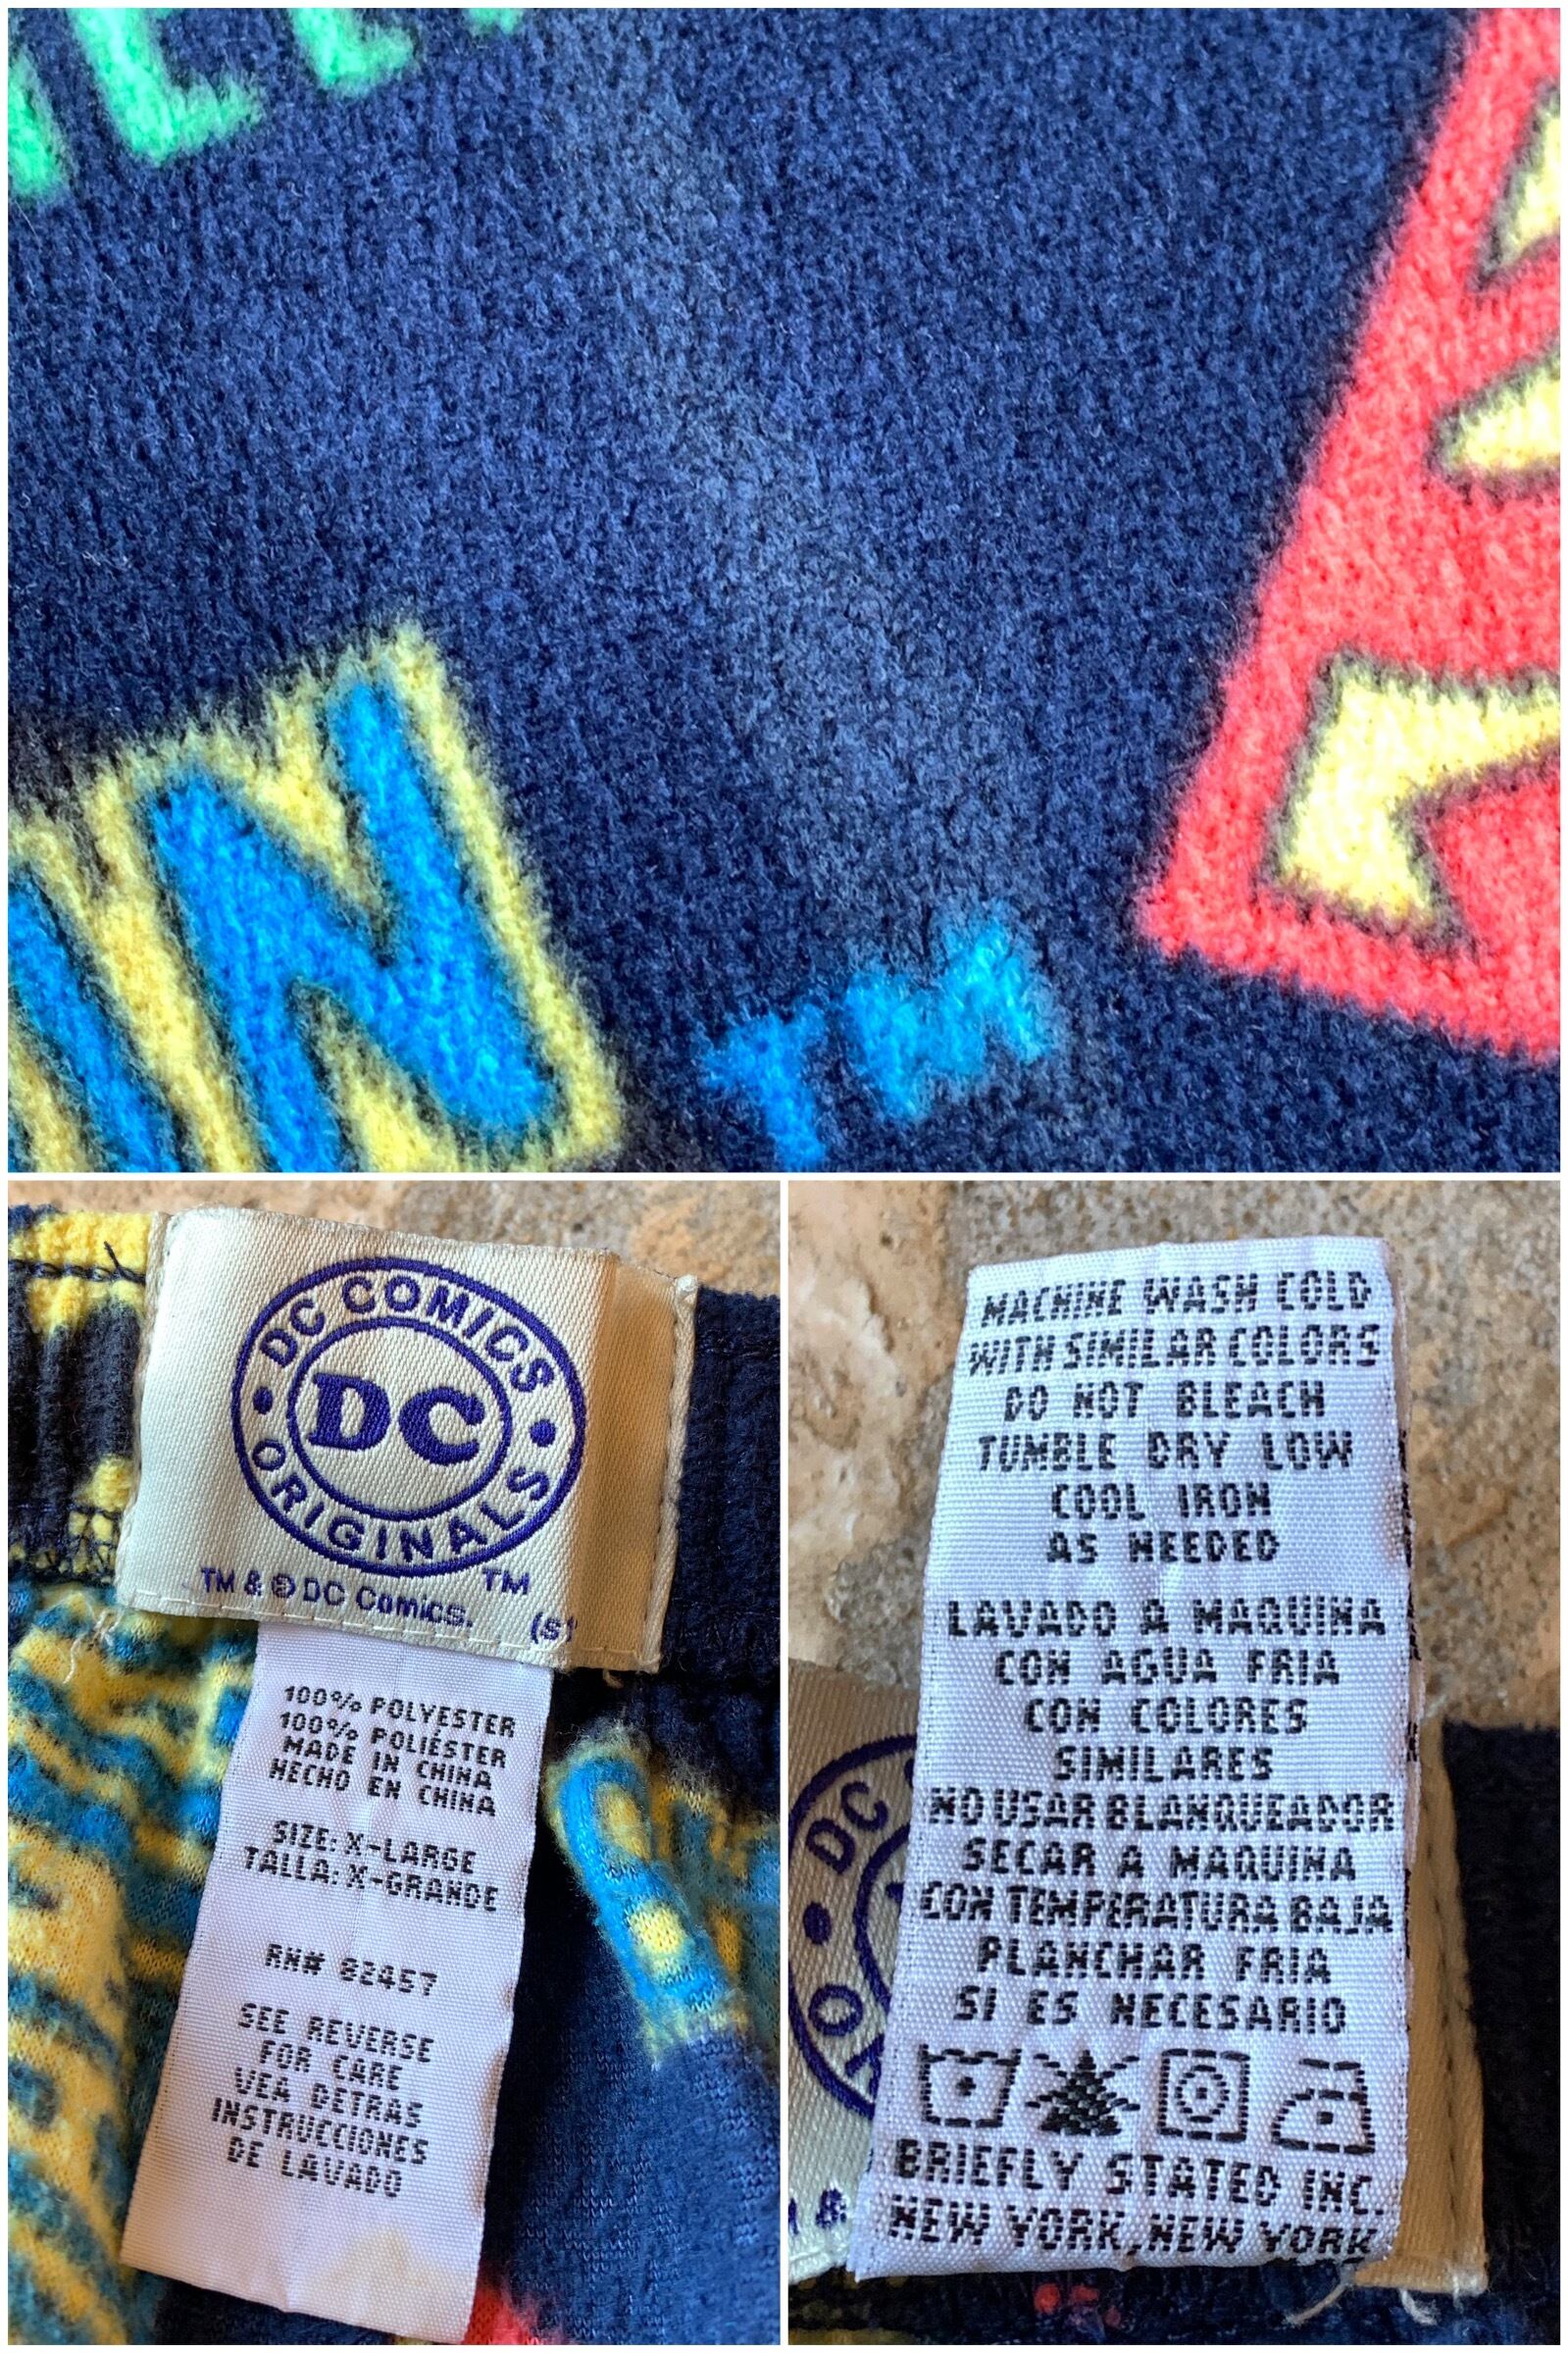 N
TM
DC COMICS
DC
ORIGINALS
TM
TM & © DC Comics.
(s)
100% POLYESTER
100% POLIÉSTER
MADE IN CHINA
HECHO EN CHINA
SIZE: X-LARGE
TALLA: X-GRANDE
RN# 82457
SEE REVERSE
FOR CARE
VEA DETRAS
INSTRUCCIONES
DE LAVADO
MACHINE WASH COLD
WITH SIMILAR COLORS
DO NOT BLEACH
TUMBLE DRY LOW
COOL IRON
AS NEEDED
LAVADO A MAQUINA
CON AGUA FRIA
CON COLORES
SIMILARES
NO USAR BLANQUEADOR
SECAR A MAQUINA
CON TEMPERATURA BAJA
PLANCHAR FRIA
SI ES NECESARIO
BRIEFLY STATED INC.
NEW YORK, NEW YORK
DC